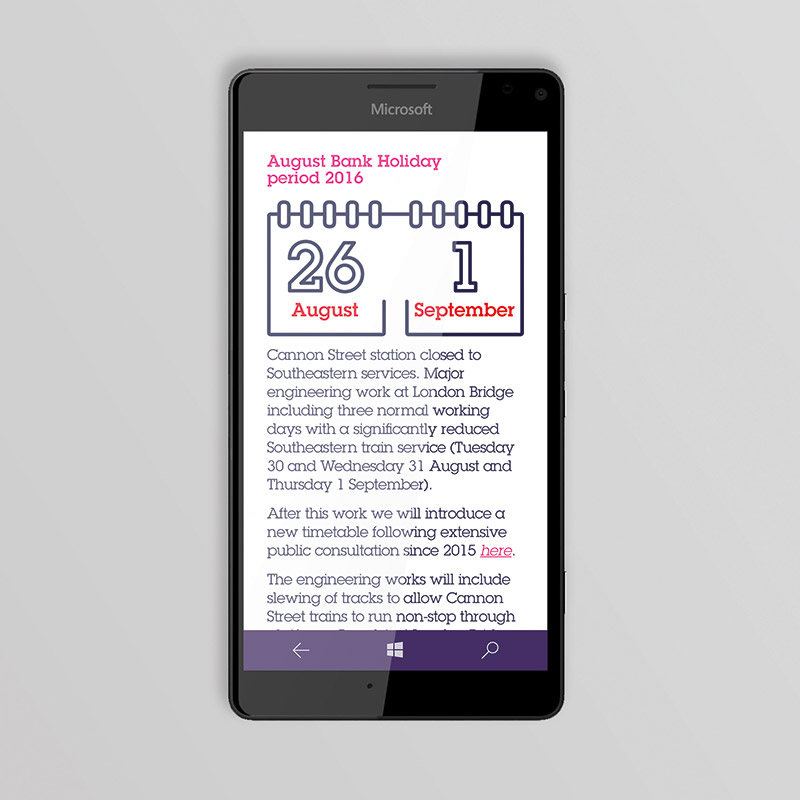 Microsoft
August Bank Holiday
period 2016
26 1
August September
Cannon Street station closed to
Southeastern services. Major
engineering work at London Bridge
including three normal working
days with a significantly reduced
Southeastern train service (Tuesday
30 and Wednesday 31 August and
Thursday 1 September).
After this work we will introduce a
new timetable following extensive
public consultation since 2015 here.
The engineering works will include
slewing of tracks to allow Cannon
Street trains to run non-stop through